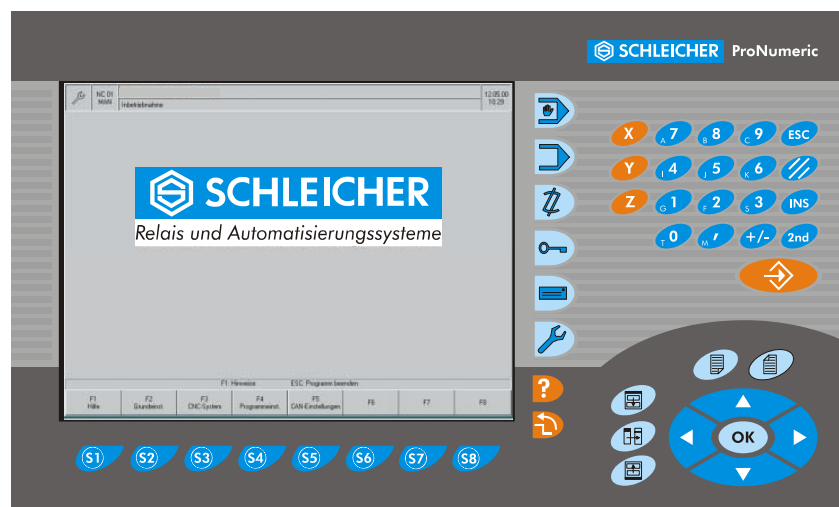 SCHLEICHER ProNumeric
NC 01
MAN
Inbetriebnahme
12.05.00
10:29
SCHLEICHER
Relais und Automatisierungssysteme
F1: Hinweise ESC: Programm beenden
F1 F2 F3 F4 F5 F6 F7 F8
Hilfe Grundeinst. CNC-System Programmeinst. CAN-Einstellungen
S1 S2 S3 S4 S5 S6 S7 S8
X A 7 B 8 C 9 ESC
Y I 4 J 5 K 6
Z G 1 F 2 S 3 INS
T 0 M , +/- 2nd
?
OK